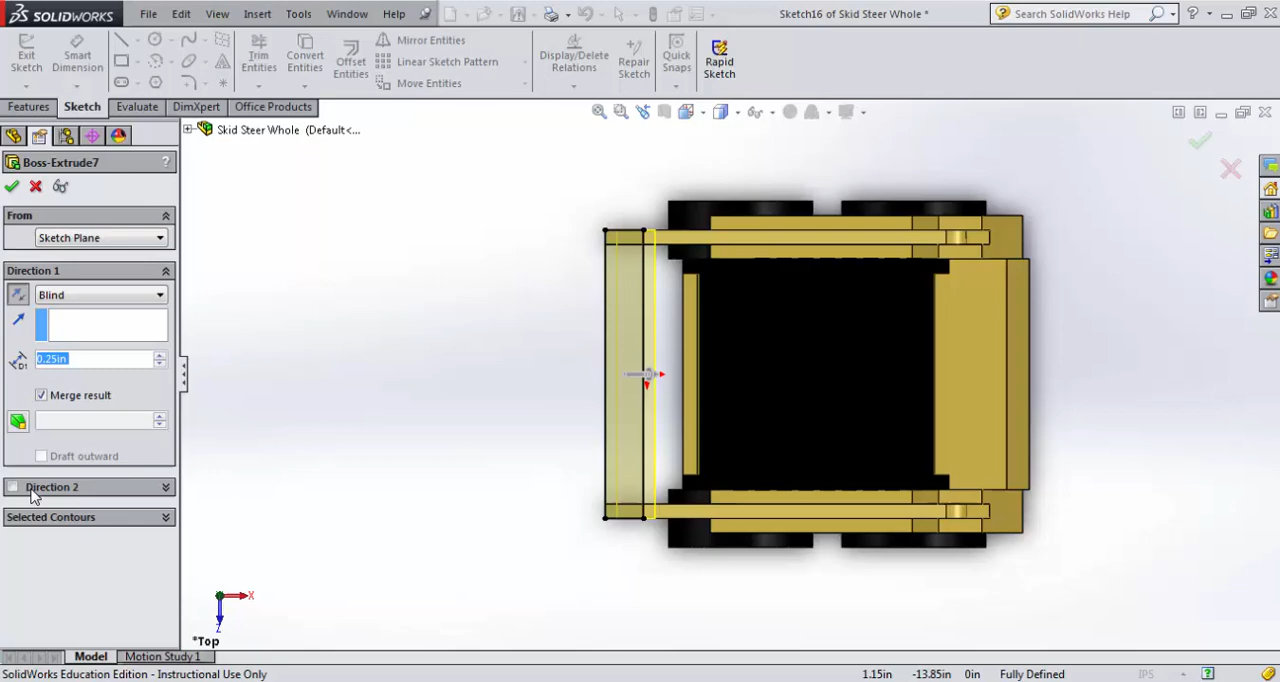 SOLIDWORKS File Edit View Insert Tools Window Help Sketch16 of Skid Steer Whole * Search SolidWorks Help
Exit Sketch
Smart Dimension
Trim Entities
Convert Entities
Offset Entities
Mirror Entities
Linear Sketch Pattern
Move Entities
Display/Delete Relations
Repair Sketch
Quick Snaps
Rapid Sketch
Features Sketch Evaluate DimXpert Office Products
Skid Steer Whole (Default<...
Boss-Extrude7 ?
From
Sketch Plane
Direction 1
Blind
D1 0.25in
Merge result
Draft outward
Direction 2
Selected Contours
X
Z
*Top
Model Motion Study 1
SolidWorks Education Edition - Instructional Use Only 1.15in -13.85in 0in Fully Defined IPS